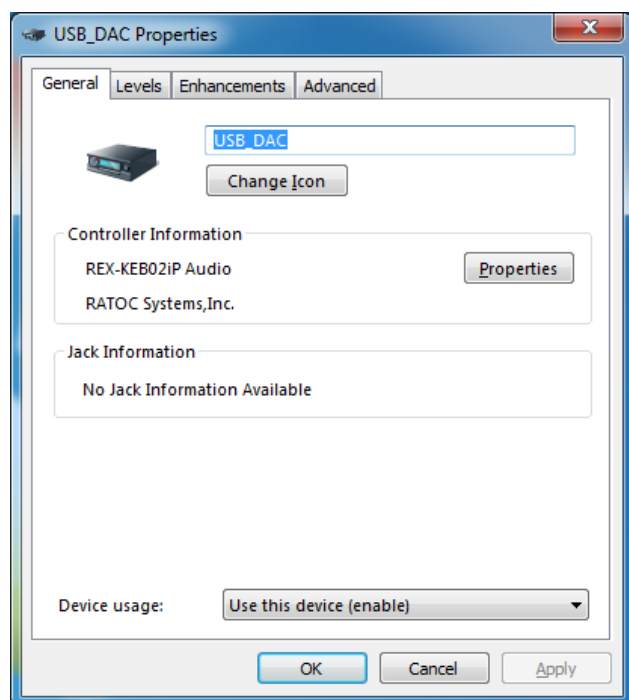 USB_DAC Properties
General Levels Enhancements Advanced
USB_DAC
Change Icon
Controller Information
REX-KEB02iP Audio
Properties
RATOC Systems,Inc.
Jack Information
No Jack Information Available
Device usage: Use this device (enable)
OK Cancel Apply